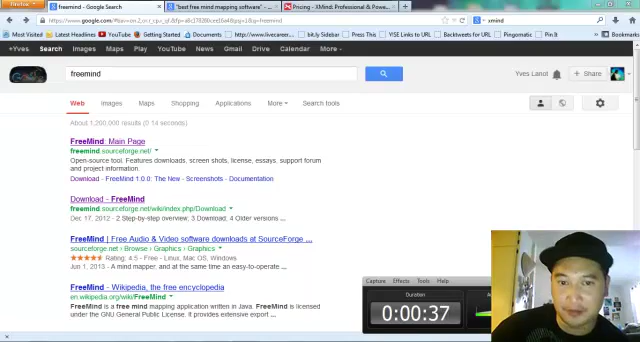 Firefox
freemind - Google Search
"best free mind mapping software" - ...
Pricing - XMind: Professional & Powe...
https://www.google.com/
xmind
Most Visited
Latest Headlines
YouTube
Getting Started
Documents
http://www.livecareer...
bit.ly Sidebar
Press This
YISE Links to URL
Backtweets for URL
Pingomatic
Pin It
Bookmarks
+Yves Search Images Maps Play YouTube News Gmail Drive Calendar More
freemind
Yves Lanot
+ Share
Web Images Maps Shopping Applications More Search tools
About 1,200,000 results (0.14 seconds)
FreeMind: Main Page
freemind.sourceforge.net/
Open-source tool. Features downloads, screen shots, license, essays, support forum
and project information.
Download - FreeMind 1.0.0: The New - Screenshots - Documentation
Download - FreeMind
freemind.sourceforge.net/wiki/index.php/Download
Dec. 17, 2012 - 2 Step-by-step overview; 3 Download; 4 Older versions ...
FreeMind | Free Audio & Video software downloads at SourceForge ...
sourceforge.net › Browse › Graphics › Graphics
Rating: 4.5 - Free - Linux, Mac OS, Windows
Jun 1, 2013 - A mind mapper, and at the same time an easy-to-operate ...
FreeMind - Wikipedia, the free encyclopedia
en.wikipedia.org/wiki/FreeMind
FreeMind is a free mind mapping application written in Java. FreeMind is licensed
under the GNU General Public License. It provides extensive export ...
Capture Effects Tools Help
Duration
0:00:37